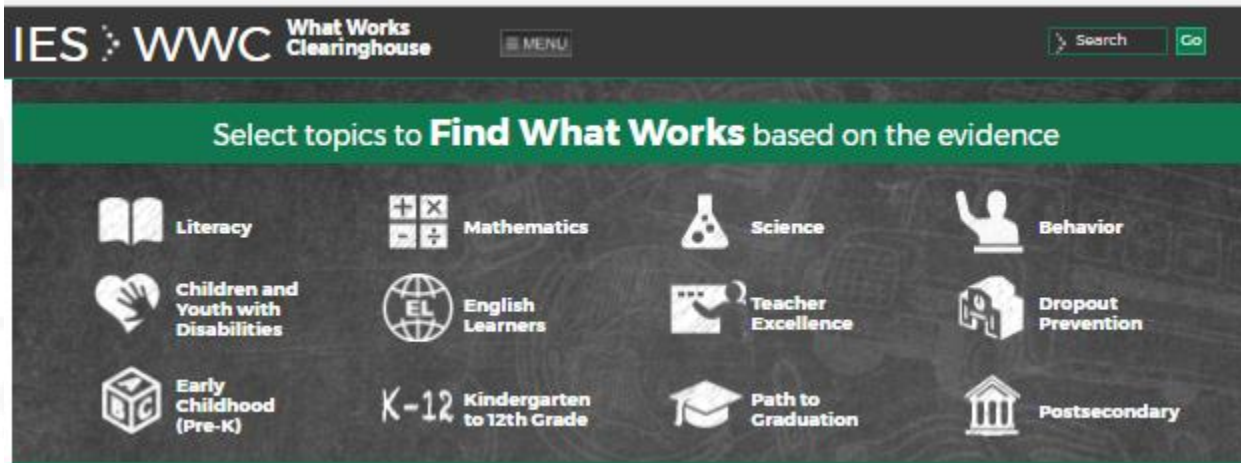 IES WWC What Works
Clearinghouse
MENU
Search
Go
Select topics to Find What Works based on the evidence
Literacy
+ × - ÷
Mathematics
Science
Behavior
Children and
Youth with
Disabilities
EL
English
Learners
Teacher
Excellence
Dropout
Prevention
A B C
Early
Childhood
(Pre-K)
K-12
Kindergarten
to 12th Grade
Path to
Graduation
Postsecondary